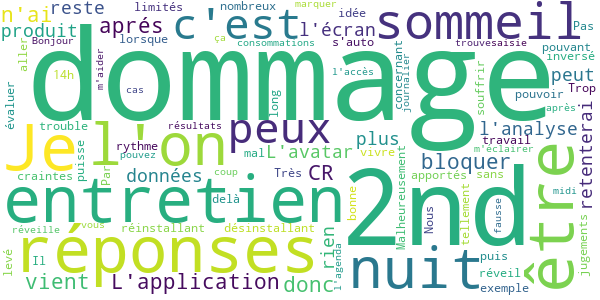 n'ai
reste
limités
nombreux
marquer
idée
c'est
sommeil
produit
après
lorsque
l'écran
s'auto
trouvesaisie
Pas
Bonjour
ça
consommations
aller
14h
m'aider
dommage
l'accès
concernant
journalier
souffrir
pouvant
inversé
peut
évaluer
cas
long
pouvoir
après
Trop
trouble
Je
l'on
peux
plus
l'analyse
puisse
rythme
résultats
travail
pouvez
m'éclairer
craintes
Par
données
mal
L'avatar
vivre
bloquer
coup
Très
CR
apportés
sans
retenterai
entretien
2nd
être
delà
bonne
Malheureusement
Nous
tellement
fausse
midi
jugements
réveille
vous
réinstallant
désinstallant
réponses
rien
nuit
levé
Il
l'agenda
puis
réveil
vient
L'application
donc
exemple